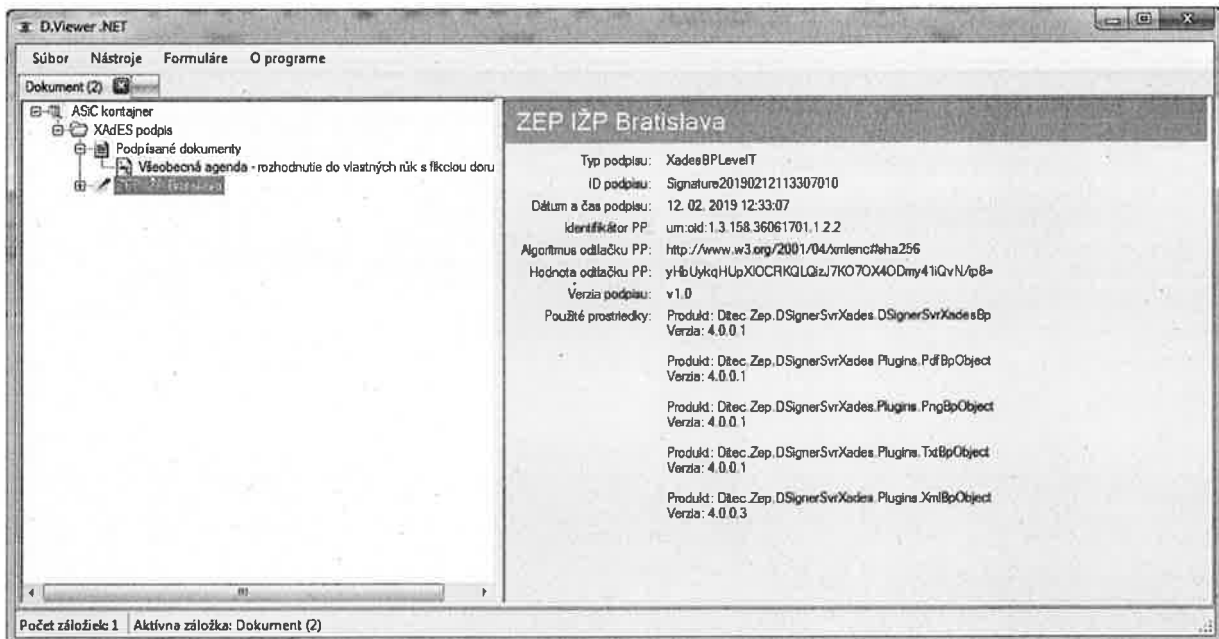 D.Viewer .NET
Súbor Nástroje Formuláre O programe
Dokument (2)
ASiC kontajner
XAdES podpis
Podpísané dokumenty
Všeobecná agenda - rozhodnutie do vlastných rúk s fikciou doru
ZEP IŽP Bratislava
ZEP IŽP Bratislava
Typ podpisu: XadesBPLevelT
ID podpisu: Signature20190212113307010
Dátum a čas podpisu: 12. 02. 2019 12:33:07
Identifikátor PP: urn:oid:1.3.158.36061701.1.2.2
Algoritmus odtlačku PP: http://www.w3.org/2001/04/xmlenc#sha256
Hodnota odtlačku PP:
Verzia podpisu: v1.0
Použité prostriedky: Produkt: Ditec.Zep.DSignerSvrXades.DSignerSvrXadesBp
Verzia: 4.0.0.1
Produkt: Ditec.Zep.DSignerSvrXades.Plugins.PdfBpObject
Verzia: 4.0.0.1
Produkt: Ditec.Zep.DSignerSvrXades.Plugins.PngBpObject
Verzia: 4.0.0.1
Produkt: Ditec.Zep.DSignerSvrXades.Plugins.TxtBpObject
Verzia: 4.0.0.1
Produkt: Ditec.Zep.DSignerSvrXades.Plugins.XmlBpObject
Verzia: 4.0.0.3
Počet záložiek: 1 Aktívna záložka: Dokument (2)